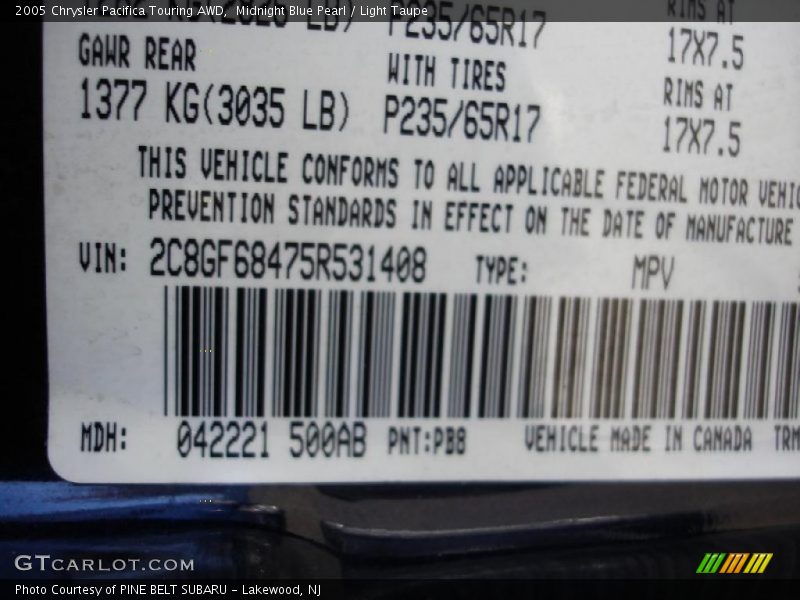 2005 Chrysler Pacifica Touring AWD, Midnight Blue Pearl / Light Taupe
P235/65R17
RIMS AT
17X7.5
GAWR REAR
WITH TIRES
RIMS AT
1377 KG(3035 LB) P235/65R17
17X7.5
THIS VEHICLE CONFORMS TO ALL APPLICABLE FEDERAL MOTOR
PREVENTION STANDARDS IN EFFECT ON THE DATE OF MANUFACTURE
VIN: 2C8GF68475R531408 TYPE: MPV
MDH: 042221 500AB PNT:PB8 VEHICLE MADE IN CANADA
GTCARLOT.COM
Photo Courtesy of PINE BELT SUBARU - Lakewood, NJ